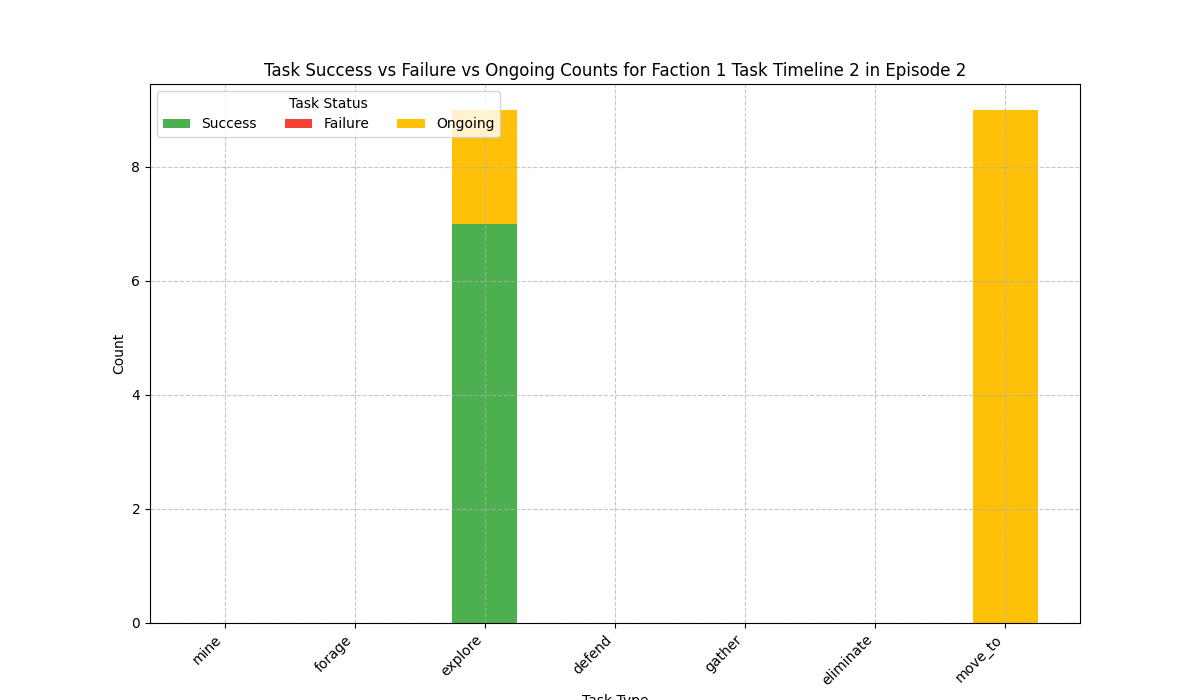 Task Success vs Failure vs Ongoing Counts for Faction 1 Task Timeline 2 in Episode 2
Task Status
Success Failure Ongoing
8
6
4
2
0
Count
mine
forage
explore
defend
gather
eliminate
move_to
Task Type